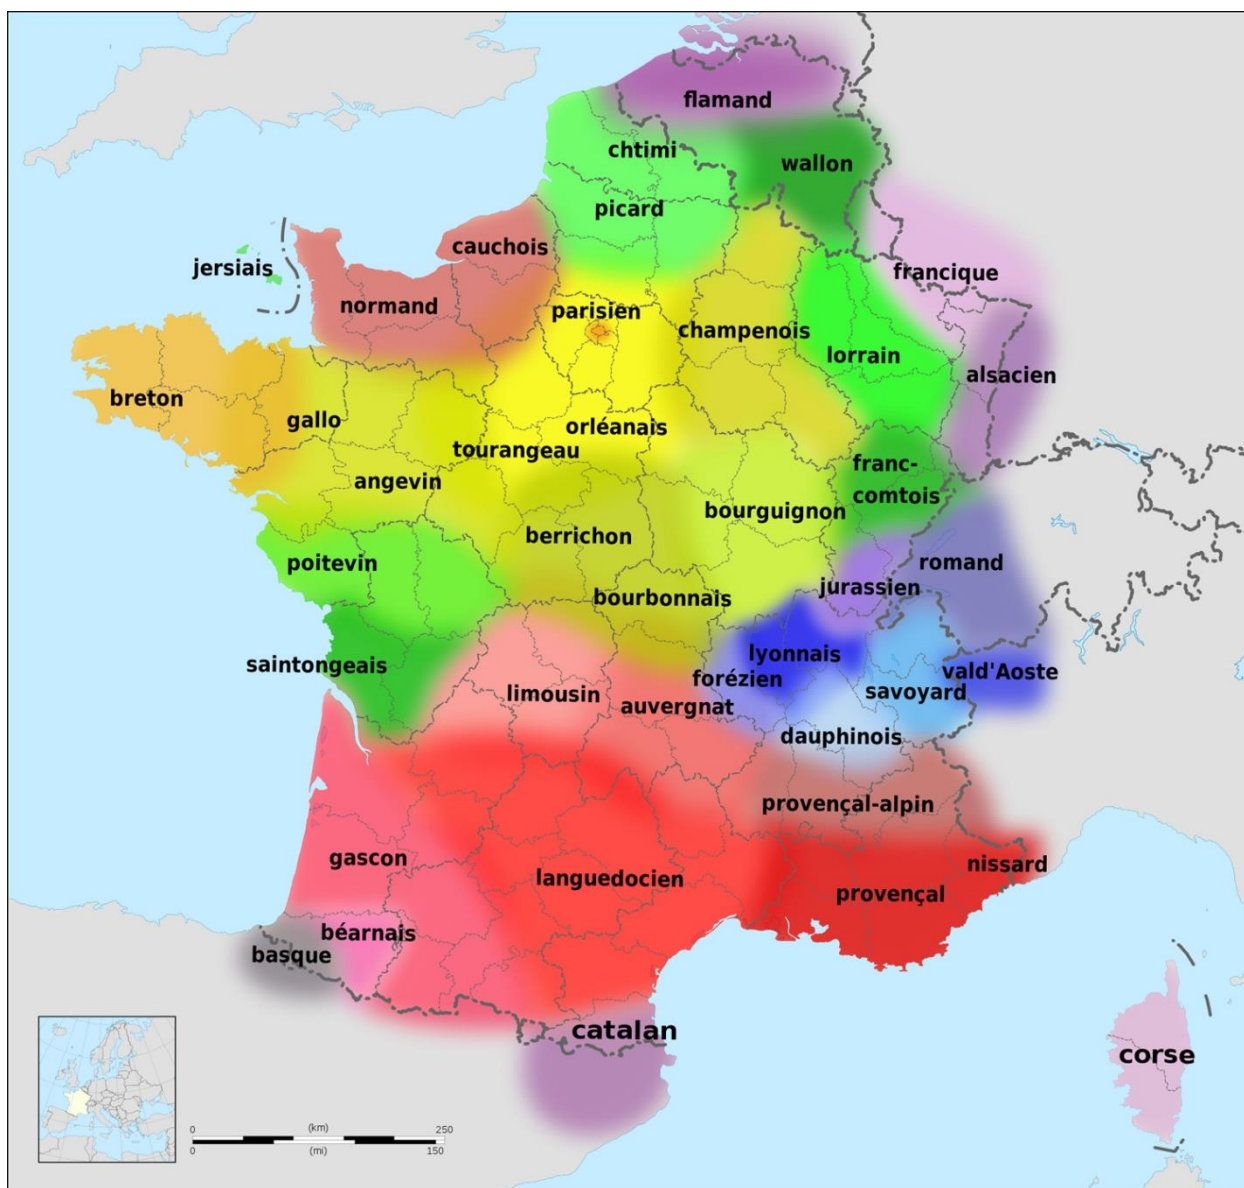 flamand
chtimi
wallon
picard
cauchois
jersiais
francique
normand
parisien
champenois
lorrain
alsacien
breton
gallo
orléanais
tourangeau
angevin
franc-
comtois
bourguignon
berrichon
poitevin
romand
jurassien
bourbonnais
saintongeais
lyonnais
forézien
vald'Aoste
savoyard
limousin
auvergnat
dauphinois
provençal-alpin
gascon
nissard
languedocien
provençal
béarnais
basque
catalan
corse
0 (km) 250
0 (mi) 150